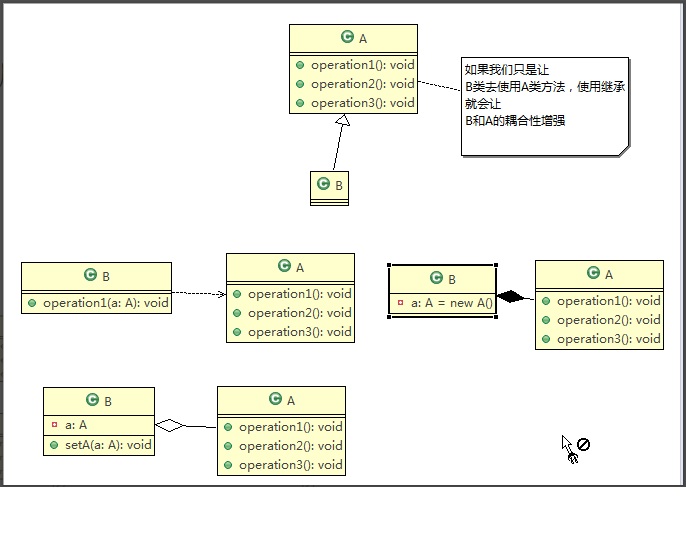 A
operation1(): void
operation2(): void
operation3(): void
如果我们只是让
B类去使用A类方法，使用继承
就会让
B和A的耦合性增强
B
B
operation1(a: A): void
A
operation1(): void
operation2(): void
operation3(): void
B
a: A = new A()
A
operation1(): void
operation2(): void
operation3(): void
B
a: A
setA(a: A): void
A
operation1(): void
operation2(): void
operation3(): void